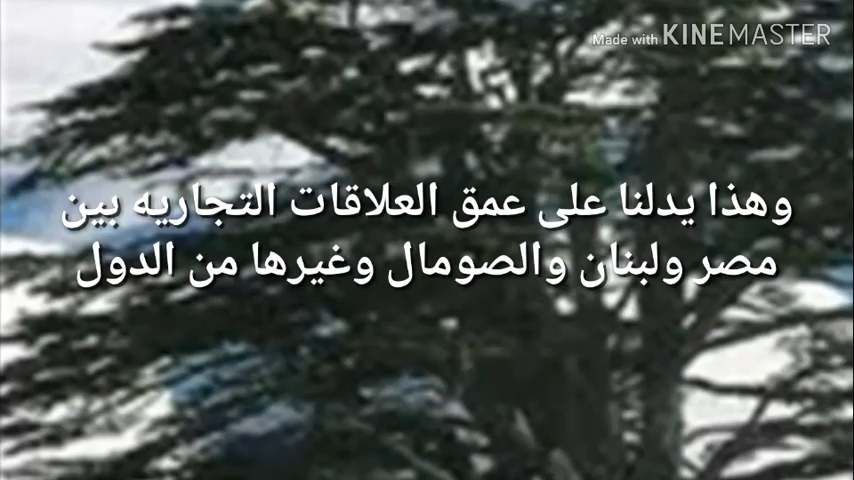 Made with KINEMASTER
وهذا يدلنا على عمق العلاقات التجاريه بين
مصر ولبنان والصومال وغيرها من الدول